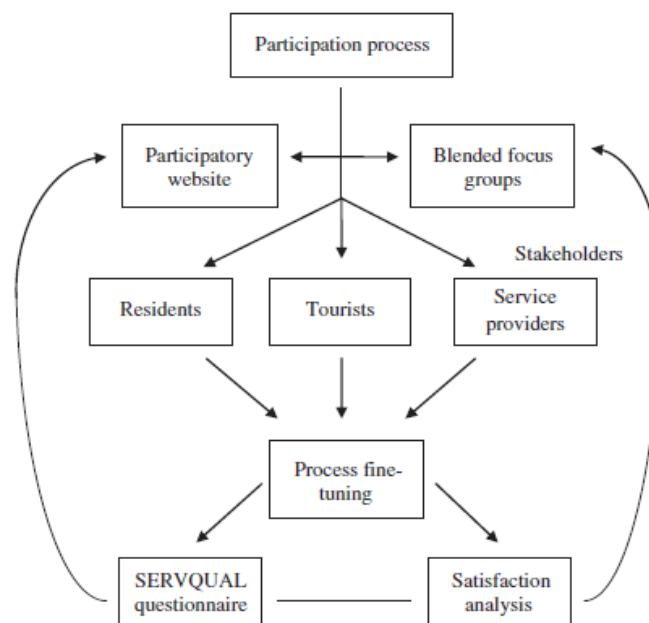 Participation process
Participatory
website
Blended focus
groups
Stakeholders
Residents
Tourists
Service
providers
Process fine-
tuning
SERVQUAL
questionnaire
Satisfaction
analysis